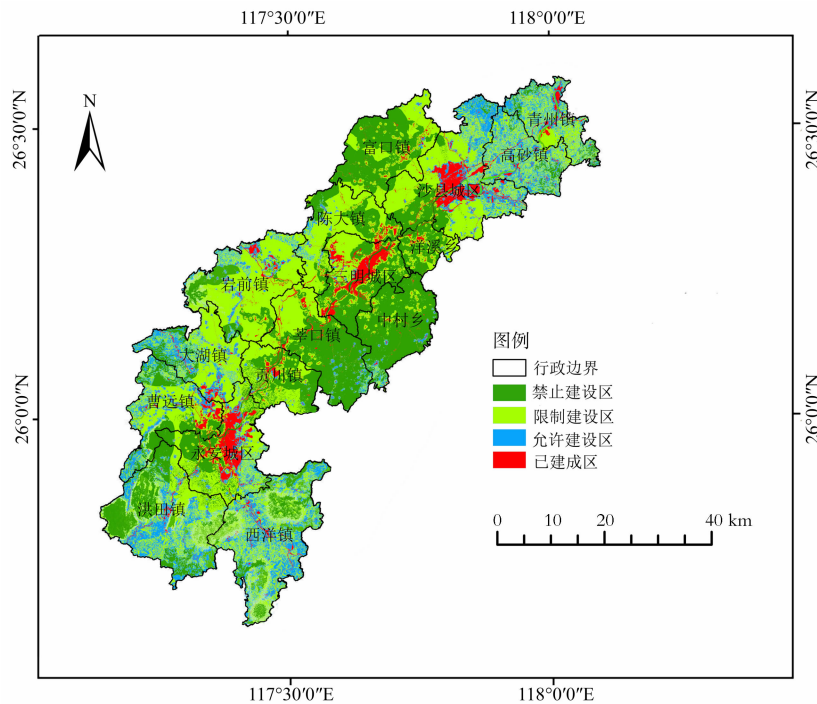 117°30′0″E 118°0′0″E
N
26°30′0″N
26°30′0″N
青州镇
富口镇
高砂镇
沙县城区
陈大镇
洋溪乡
三明城区
岩前镇
中村乡
莘口镇
大湖镇
贡川镇
曹远镇
26°0′0″N
26°0′0″N
永安城区
洪田镇
西洋镇
图例
行政边界
禁止建设区
限制建设区
允许建设区
已建成区
0 10 20 40 km
117°30′0″E 118°0′0″E